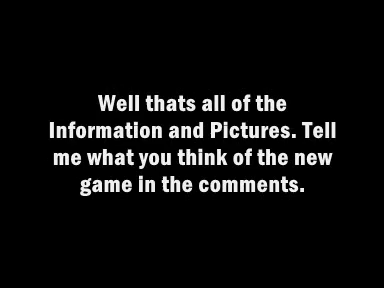 Well thats all of the
Information and Pictures. Tell
me what you think of the new
game in the comments.